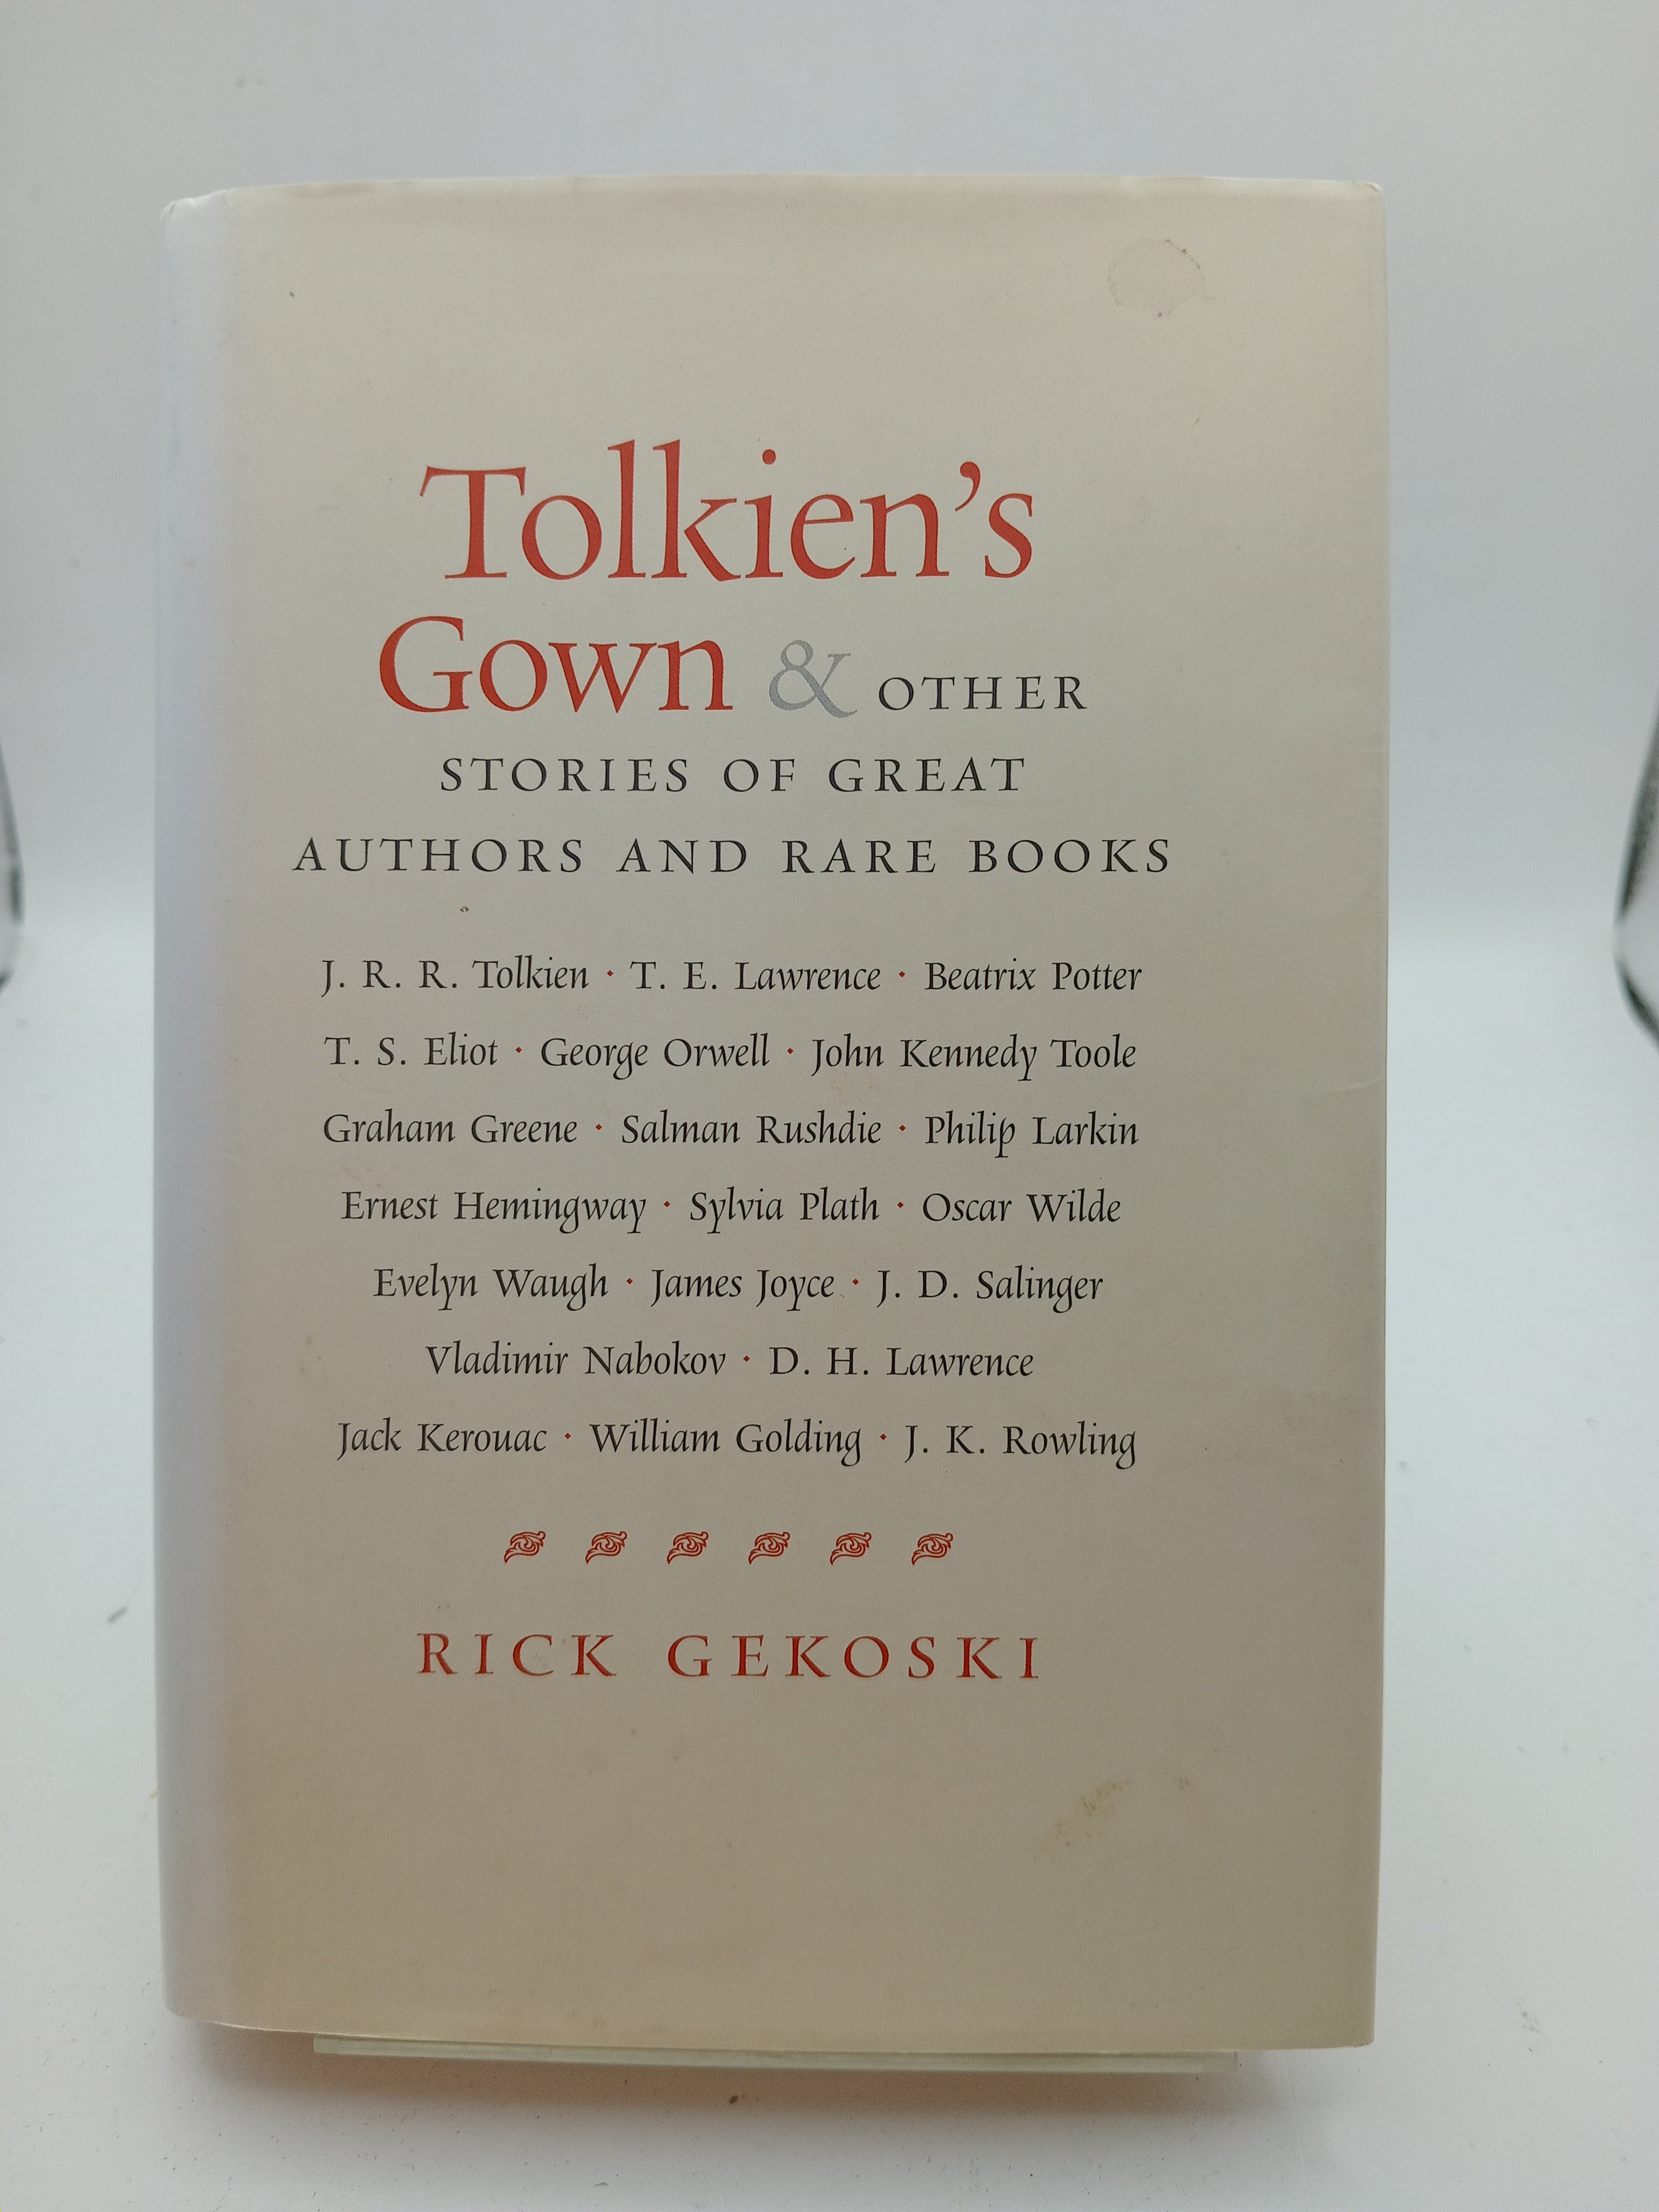 Tolkien's
Gown & OTHER
STORIES OF GREAT
AUTHORS AND RARE BOOKS
J. R. R. Tolkien · T. E. Lawrence · Beatrix Potter
T. S. Eliot · George Orwell · John Kennedy Toole
Graham Greene · Salman Rushdie · Philip Larkin
Ernest Hemingway · Sylvia Plath · Oscar Wilde
Evelyn Waugh · James Joyce · J. D. Salinger
Vladimir Nabokov · D. H. Lawrence
Jack Kerouac · William Golding · J. K. Rowling
RICK GEKOSKI